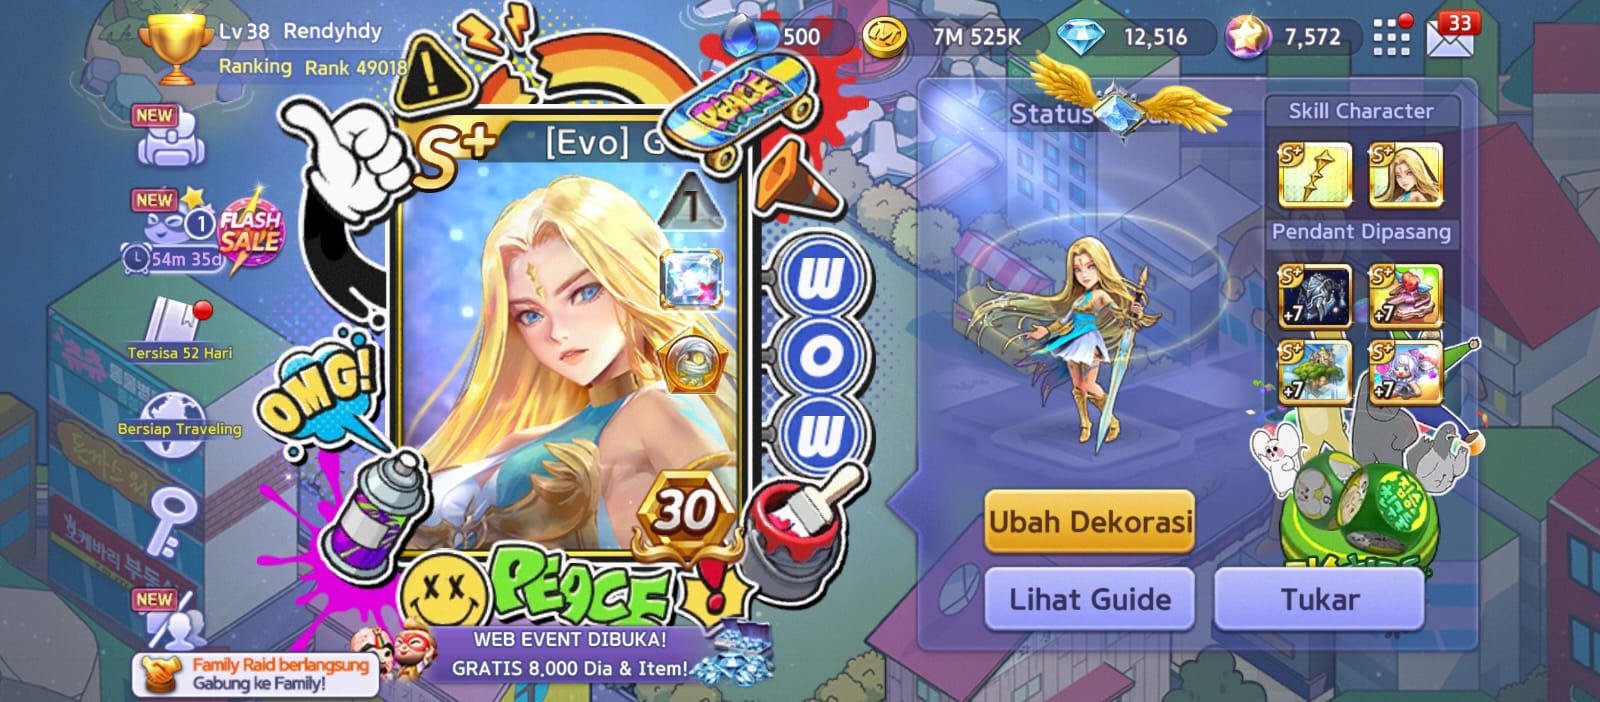 Lv 38 Rendyhdy
Ranking Rank 49018
500
7M 525K
12,516
7,572
33
NEW
NEW
1
FLASH
SALE
54m 35d
Tersisa 52 Hari
Bersiap Traveling
NEW
Family Raid berlangsung
Gabung ke Family!
S+
[Evo] G
1
30
OMG!
WOW
PEACE
PEACE
WEB EVENT DIBUKA!
GRATIS 8,000 Dia & Item!
Status
Skill Character
S+
S+
Pendant Dipasang
S+
+7
S+
+7
S+
+7
S+
+7
Ubah Dekorasi
Lihat Guide
Tukar